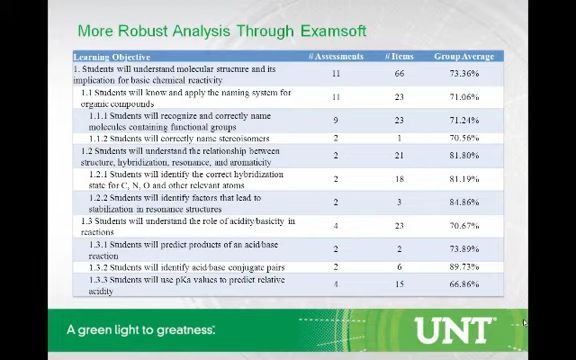 More Robust Analysis Through Examsoft
Learning Objective # Assessments # Items Group Average
1. Students will understand molecular structure and its
implication for basic chemical reactivity 11 66 73.36%
1.1 Students will know and apply the naming system for
organic compounds 11 23 71.06%
1.1.1 Students will recognize and correctly name
molecules containing functional groups 9 23 71.24%
1.1.2 Students will correctly name stereoisomers 2 1 70.56%
1.2 Students will understand the relationship between
structure, hybridization, resonance, and aromaticity 2 21 81.80%
1.2.1 Students will identify the correct hybridization
state for C, N, O and other relevant atoms 2 18 81.19%
1.2.2 Students will identify factors that lead to
stabilization in resonance structures 2 3 84.86%
1.3 Students will understand the role of acidity/basicity in
reactions 4 23 70.67%
1.3.1 Students will predict products of an acid/base
reaction 2 2 73.89%
1.3.2 Students will identify acid/base conjugate pairs 2 6 89.73%
1.3.3 Students will use pKa values to predict relative
acidity 4 15 66.86%
A green light to greatness.
UNT